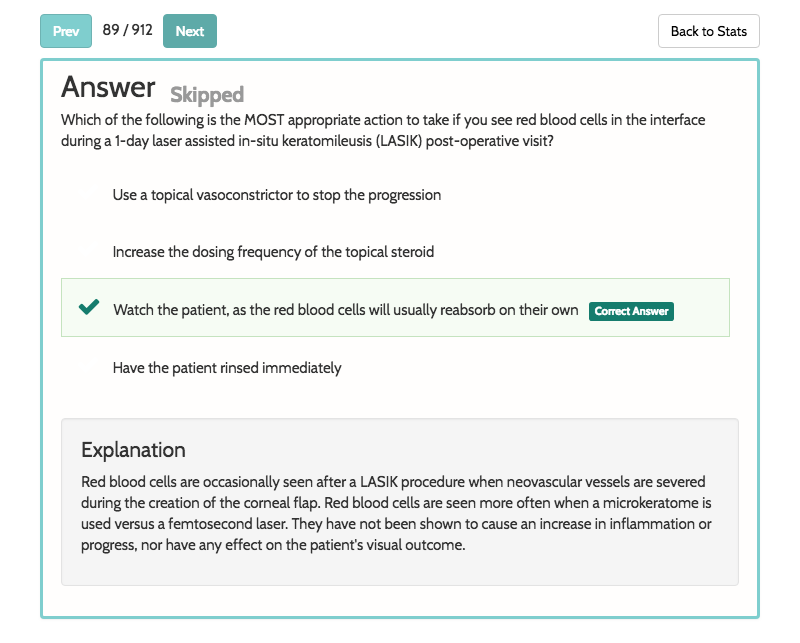 Prev 89 / 912 Next Back to Stats
Answer Skipped
Which of the following is the MOST appropriate action to take if you see red blood cells in the interface
during a 1-day laser assisted in-situ keratomileusis (LASIK) post-operative visit?
Use a topical vasoconstrictor to stop the progression
Increase the dosing frequency of the topical steroid
Watch the patient, as the red blood cells will usually reabsorb on their own Correct Answer
Have the patient rinsed immediately
Explanation
Red blood cells are occasionally seen after a LASIK procedure when neovascular vessels are severed
during the creation of the corneal flap. Red blood cells are seen more often when a microkeratome is
used versus a femtosecond laser. They have not been shown to cause an increase in inflammation or
progress, nor have any effect on the patient's visual outcome.